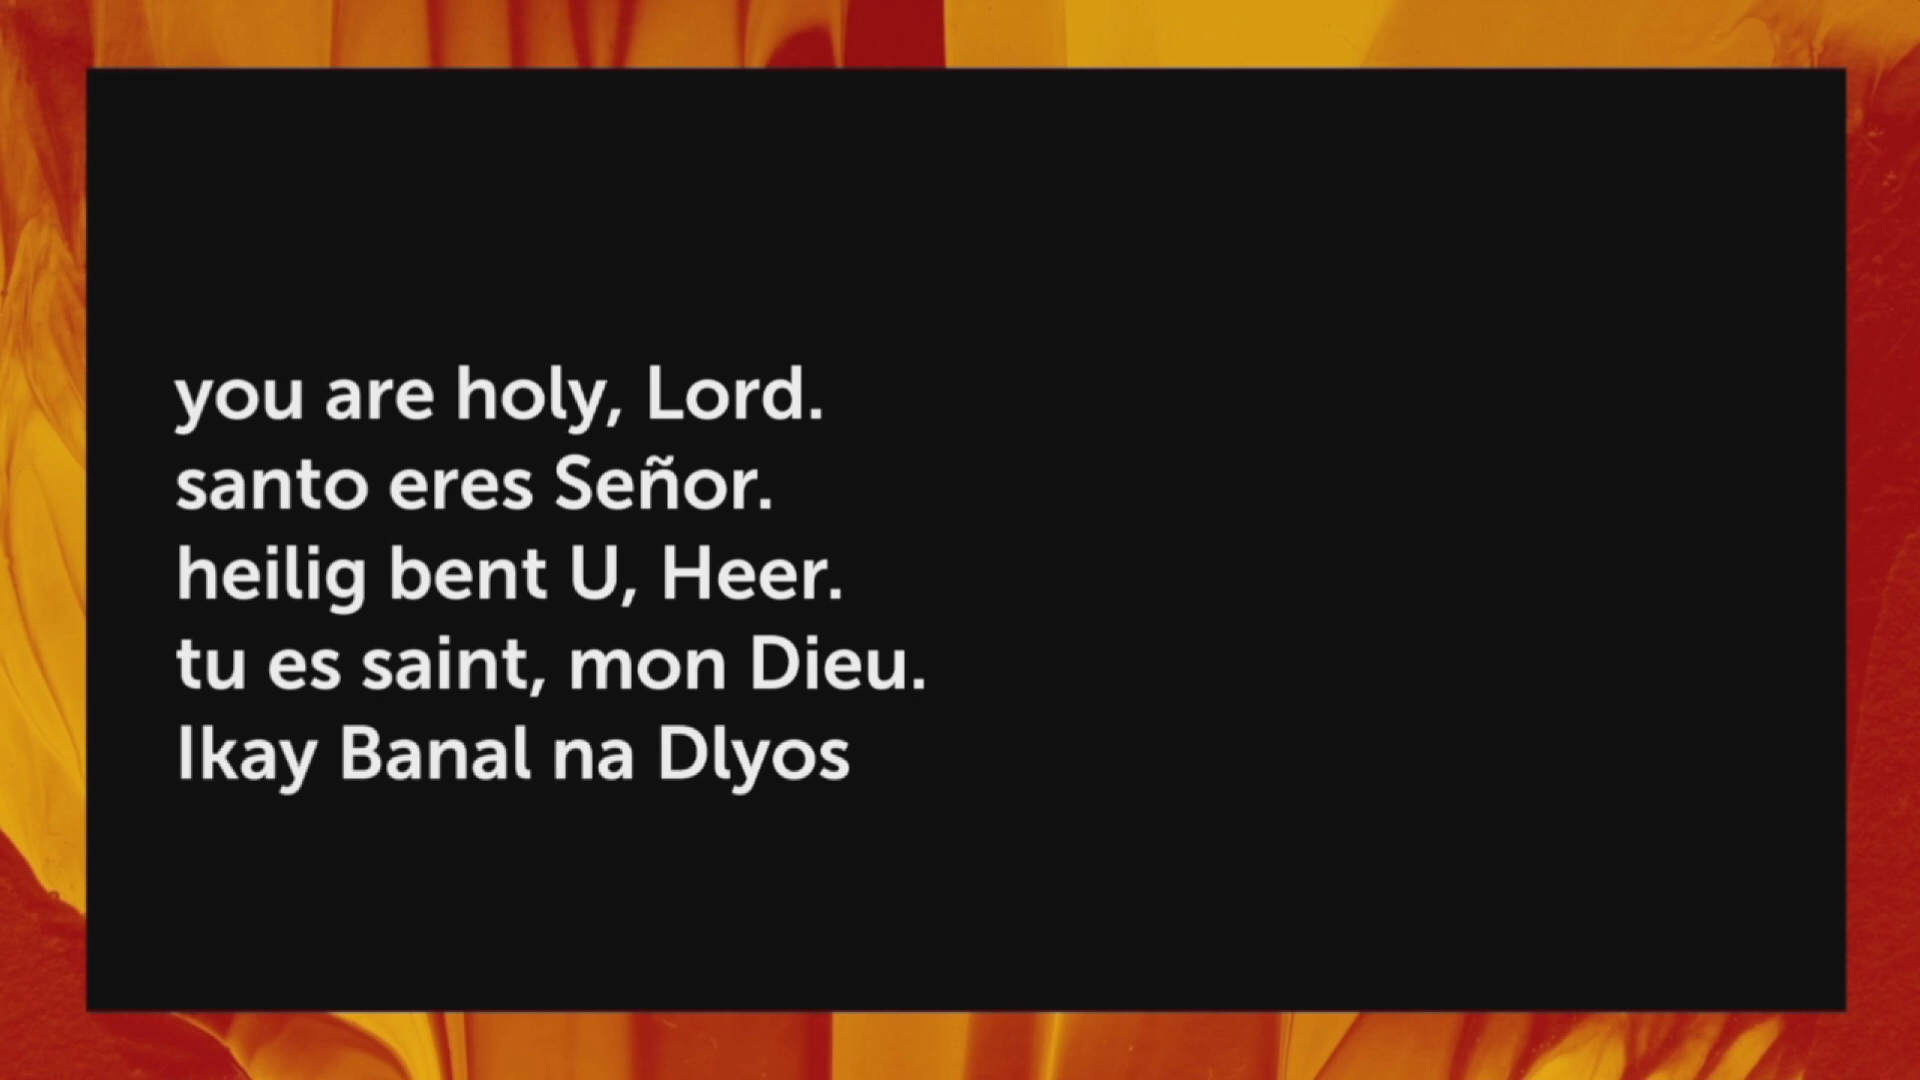 you are holy, Lord.
santo eres Señor.
heilig bent U, Heer.
tu es saint, mon Dieu.
Ikay Banal na Dlyos